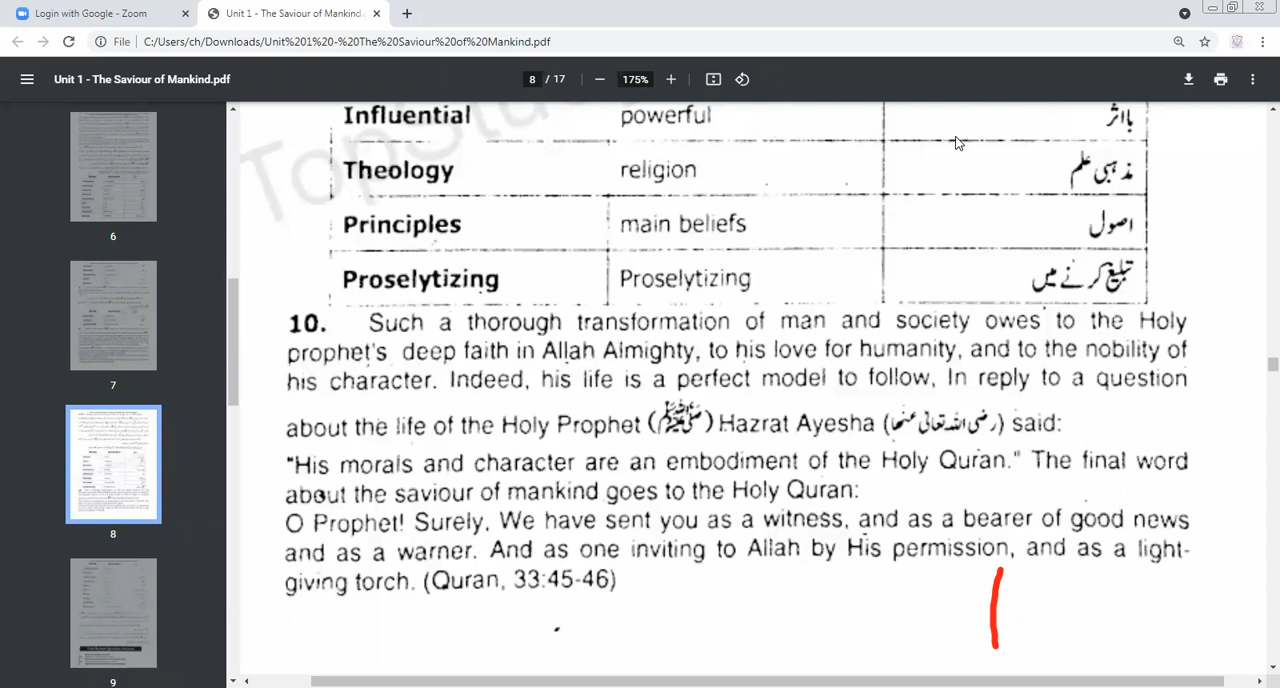 Login with Google - Zoom
Unit 1 - The Saviour of Mankind.
File C:/Users/ch/Downloads/Unit%201%20-%20The%20Saviour%20of%20Mankind.pdf
Unit 1 - The Saviour of Mankind.pdf 8 / 17 175%
Influential powerful بااثر
Theology religion مذہبی علم
Principles main beliefs اصول
Proselytizing Proselytizing تبلیغ کرنے میں
6
7
8
9
10. Such a thorough transformation of man and society owes to the Holy
prophet's deep faith in Allah Almighty, to his love for humanity, and to the nobility of
his character. Indeed, his life is a perfect model to follow, In reply to a question
about the life of the Holy Prophet (ﷺ) Hazrat Ayesha (رضی اللہ تعالی عنھا) said:
"His morals and character are an embodiment of the Holy Quran." The final word
about the saviour of mankind goes to the Holy Quran:
O Prophet! Surely, We have sent you as a witness, and as a bearer of good news
and as a warner. And as one inviting to Allah by His permission, and as a light-
giving torch. (Quran, 33:45-46)